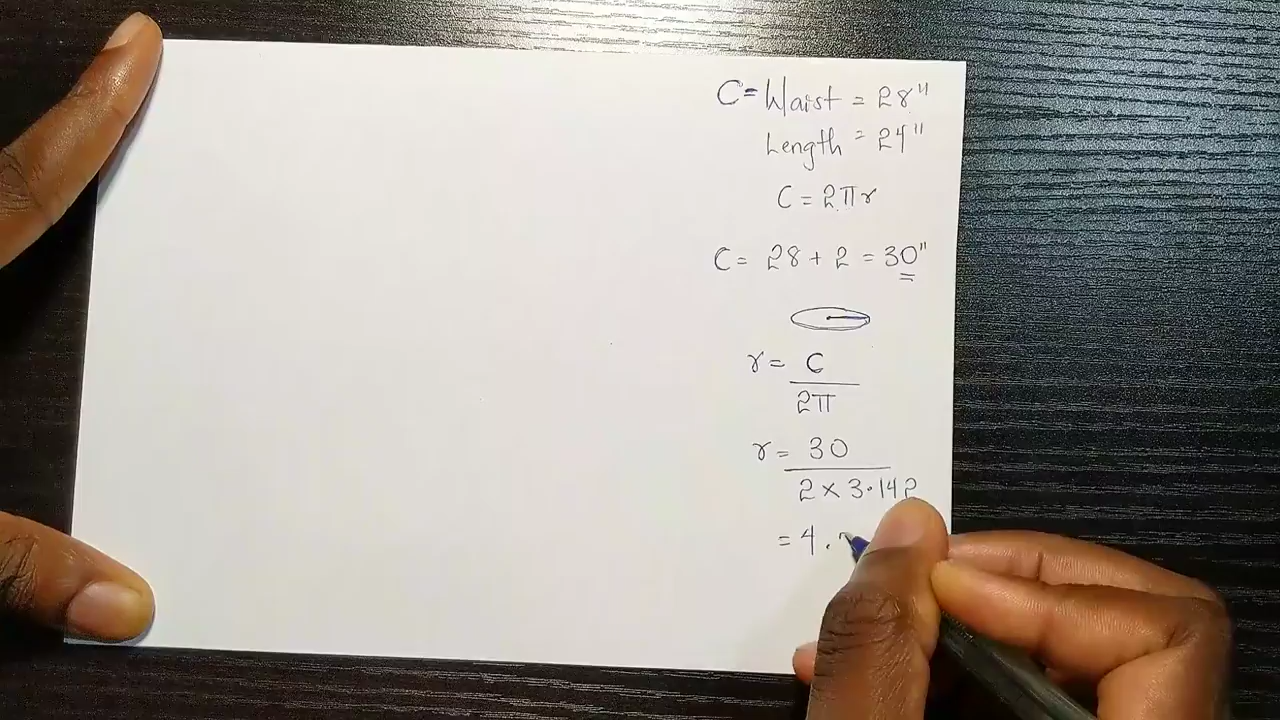 C = Waist = 28"
Length = 24"
C = 2πr
C = 28 + 2 = 30"
r = C
2π
r = 30
2 × 3.142
= 4.